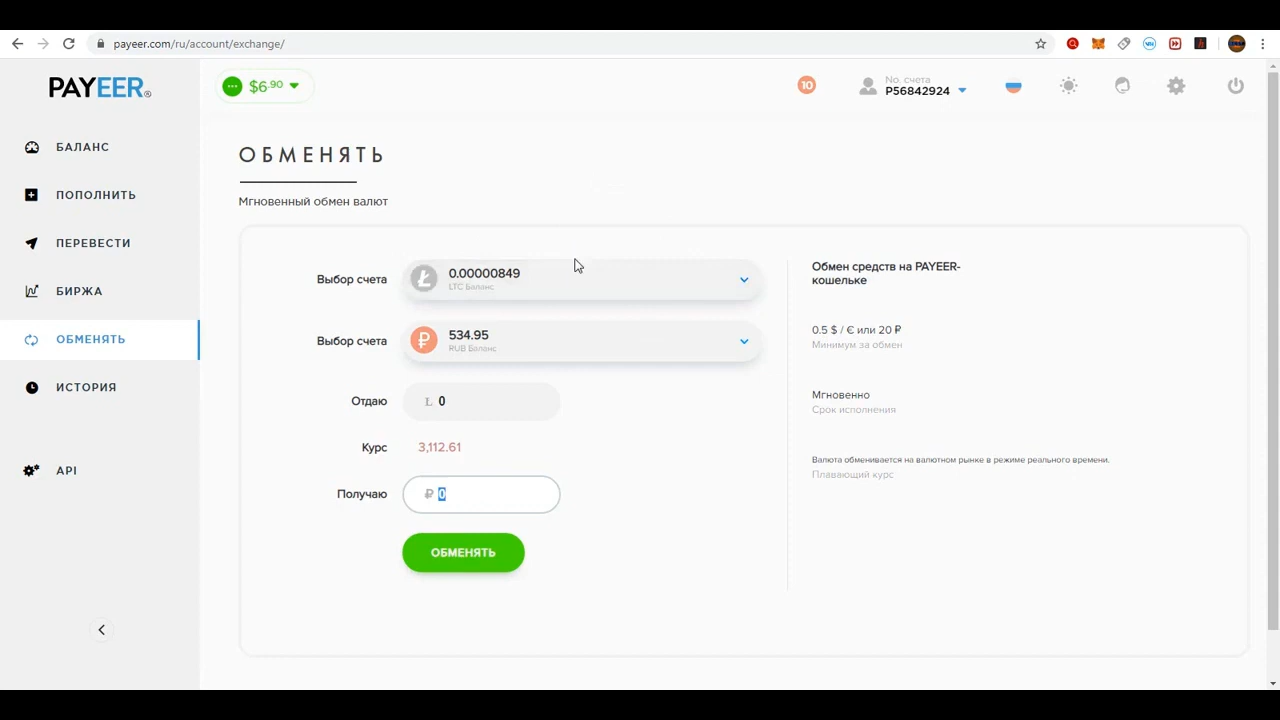 payeer.com/ru/account/exchange/
PAYEER®
$6.90
10
No. счета
P56842924
БАЛАНС
ПОПОЛНИТЬ
ПЕРЕВЕСТИ
БИРЖА
ОБМЕНЯТЬ
ИСТОРИЯ
API
ОБМЕНЯТЬ
Мгновенный обмен валют
Выбор счета
0.00000849
LTC Баланс
Выбор счета
₽ 534.95
RUB Баланс
Отдаю
Ł 0
Курс
3,112.61
Получаю
₽ 0
ОБМЕНЯТЬ
Обмен средств на PAYEER-
кошельке
0.5 $ / € или 20 ₽
Минимум за обмен
Мгновенно
Срок исполнения
Валюта обменивается на валютном рынке в режиме реального времени.
Плавающий курс